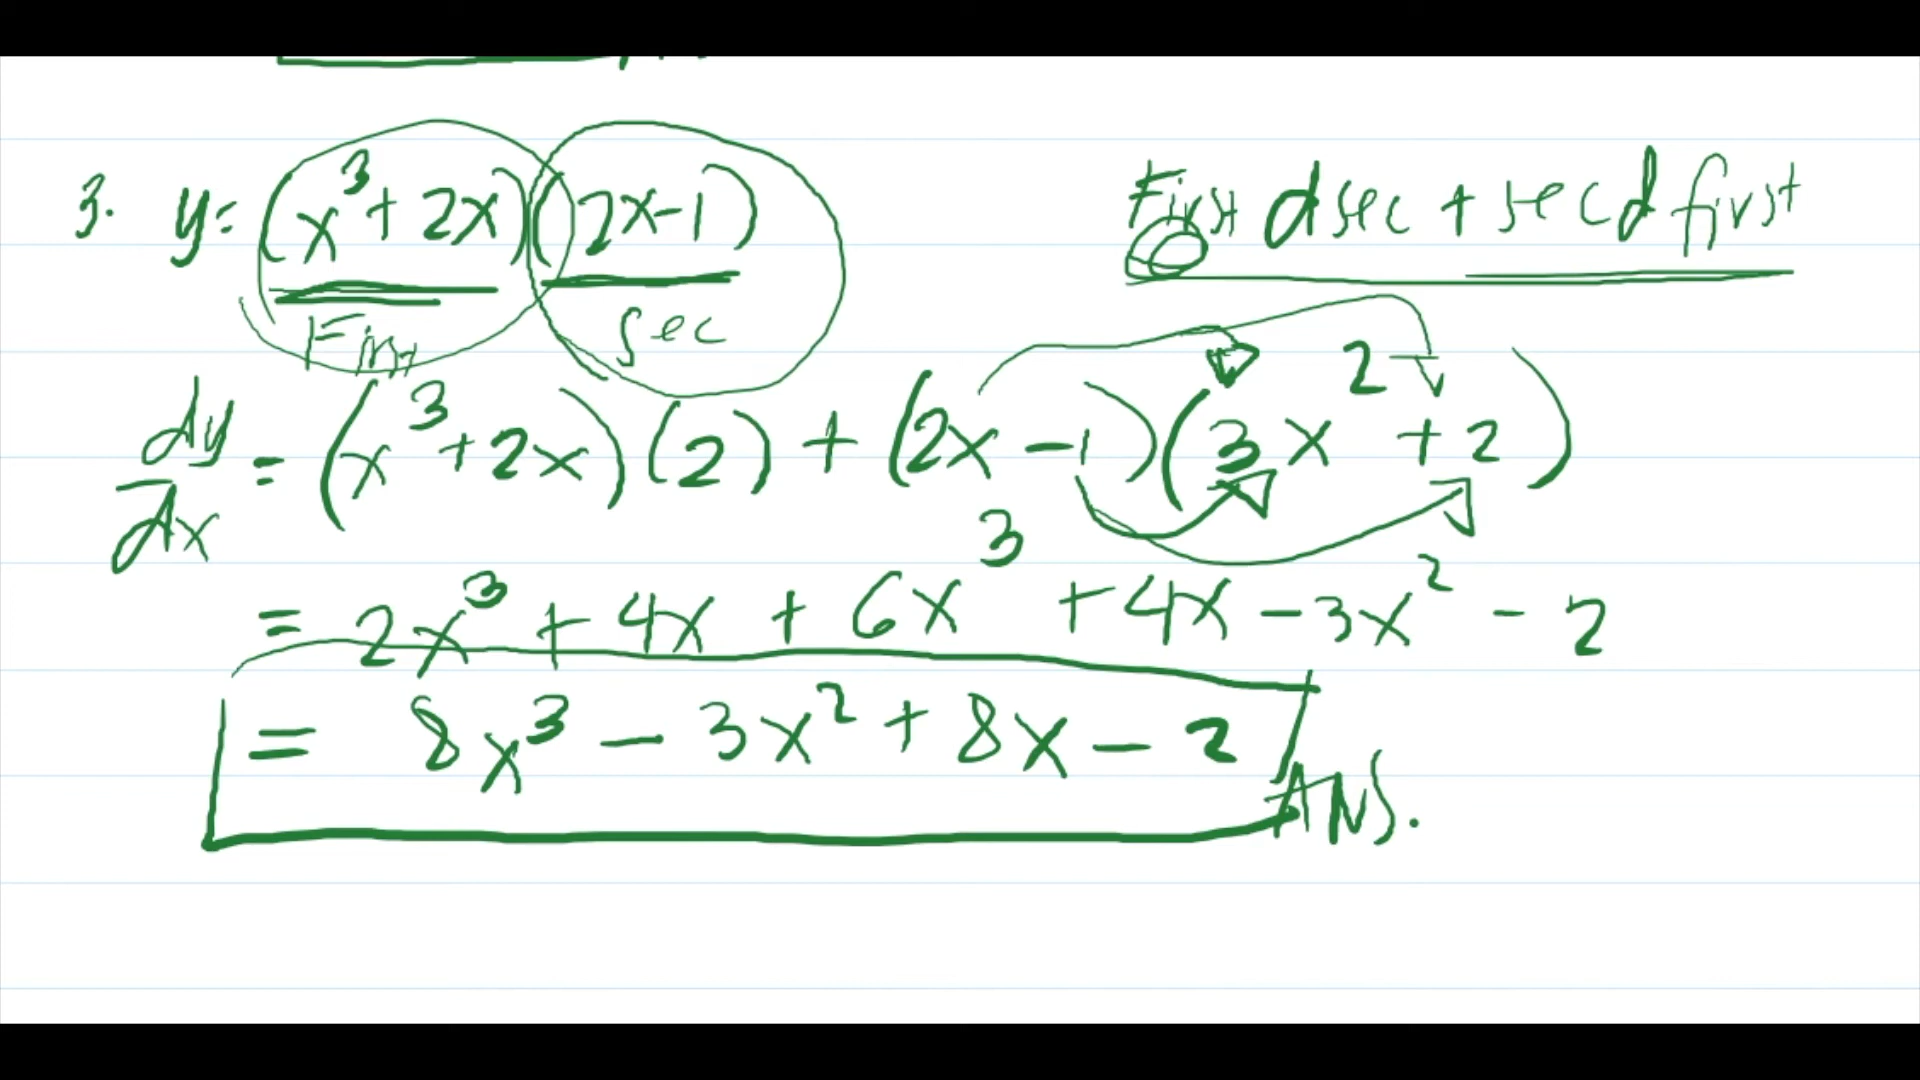 3. y = (x³ + 2x)(2x - 1)
First d sec + sec d first
First sec
dy/dx = (x³ + 2x)(2) + (2x - 1)(3x² + 2)
= 2x³ + 4x + 6x³ + 4x - 3x² - 2
= 8x³ - 3x² + 8x - 2
ANS.